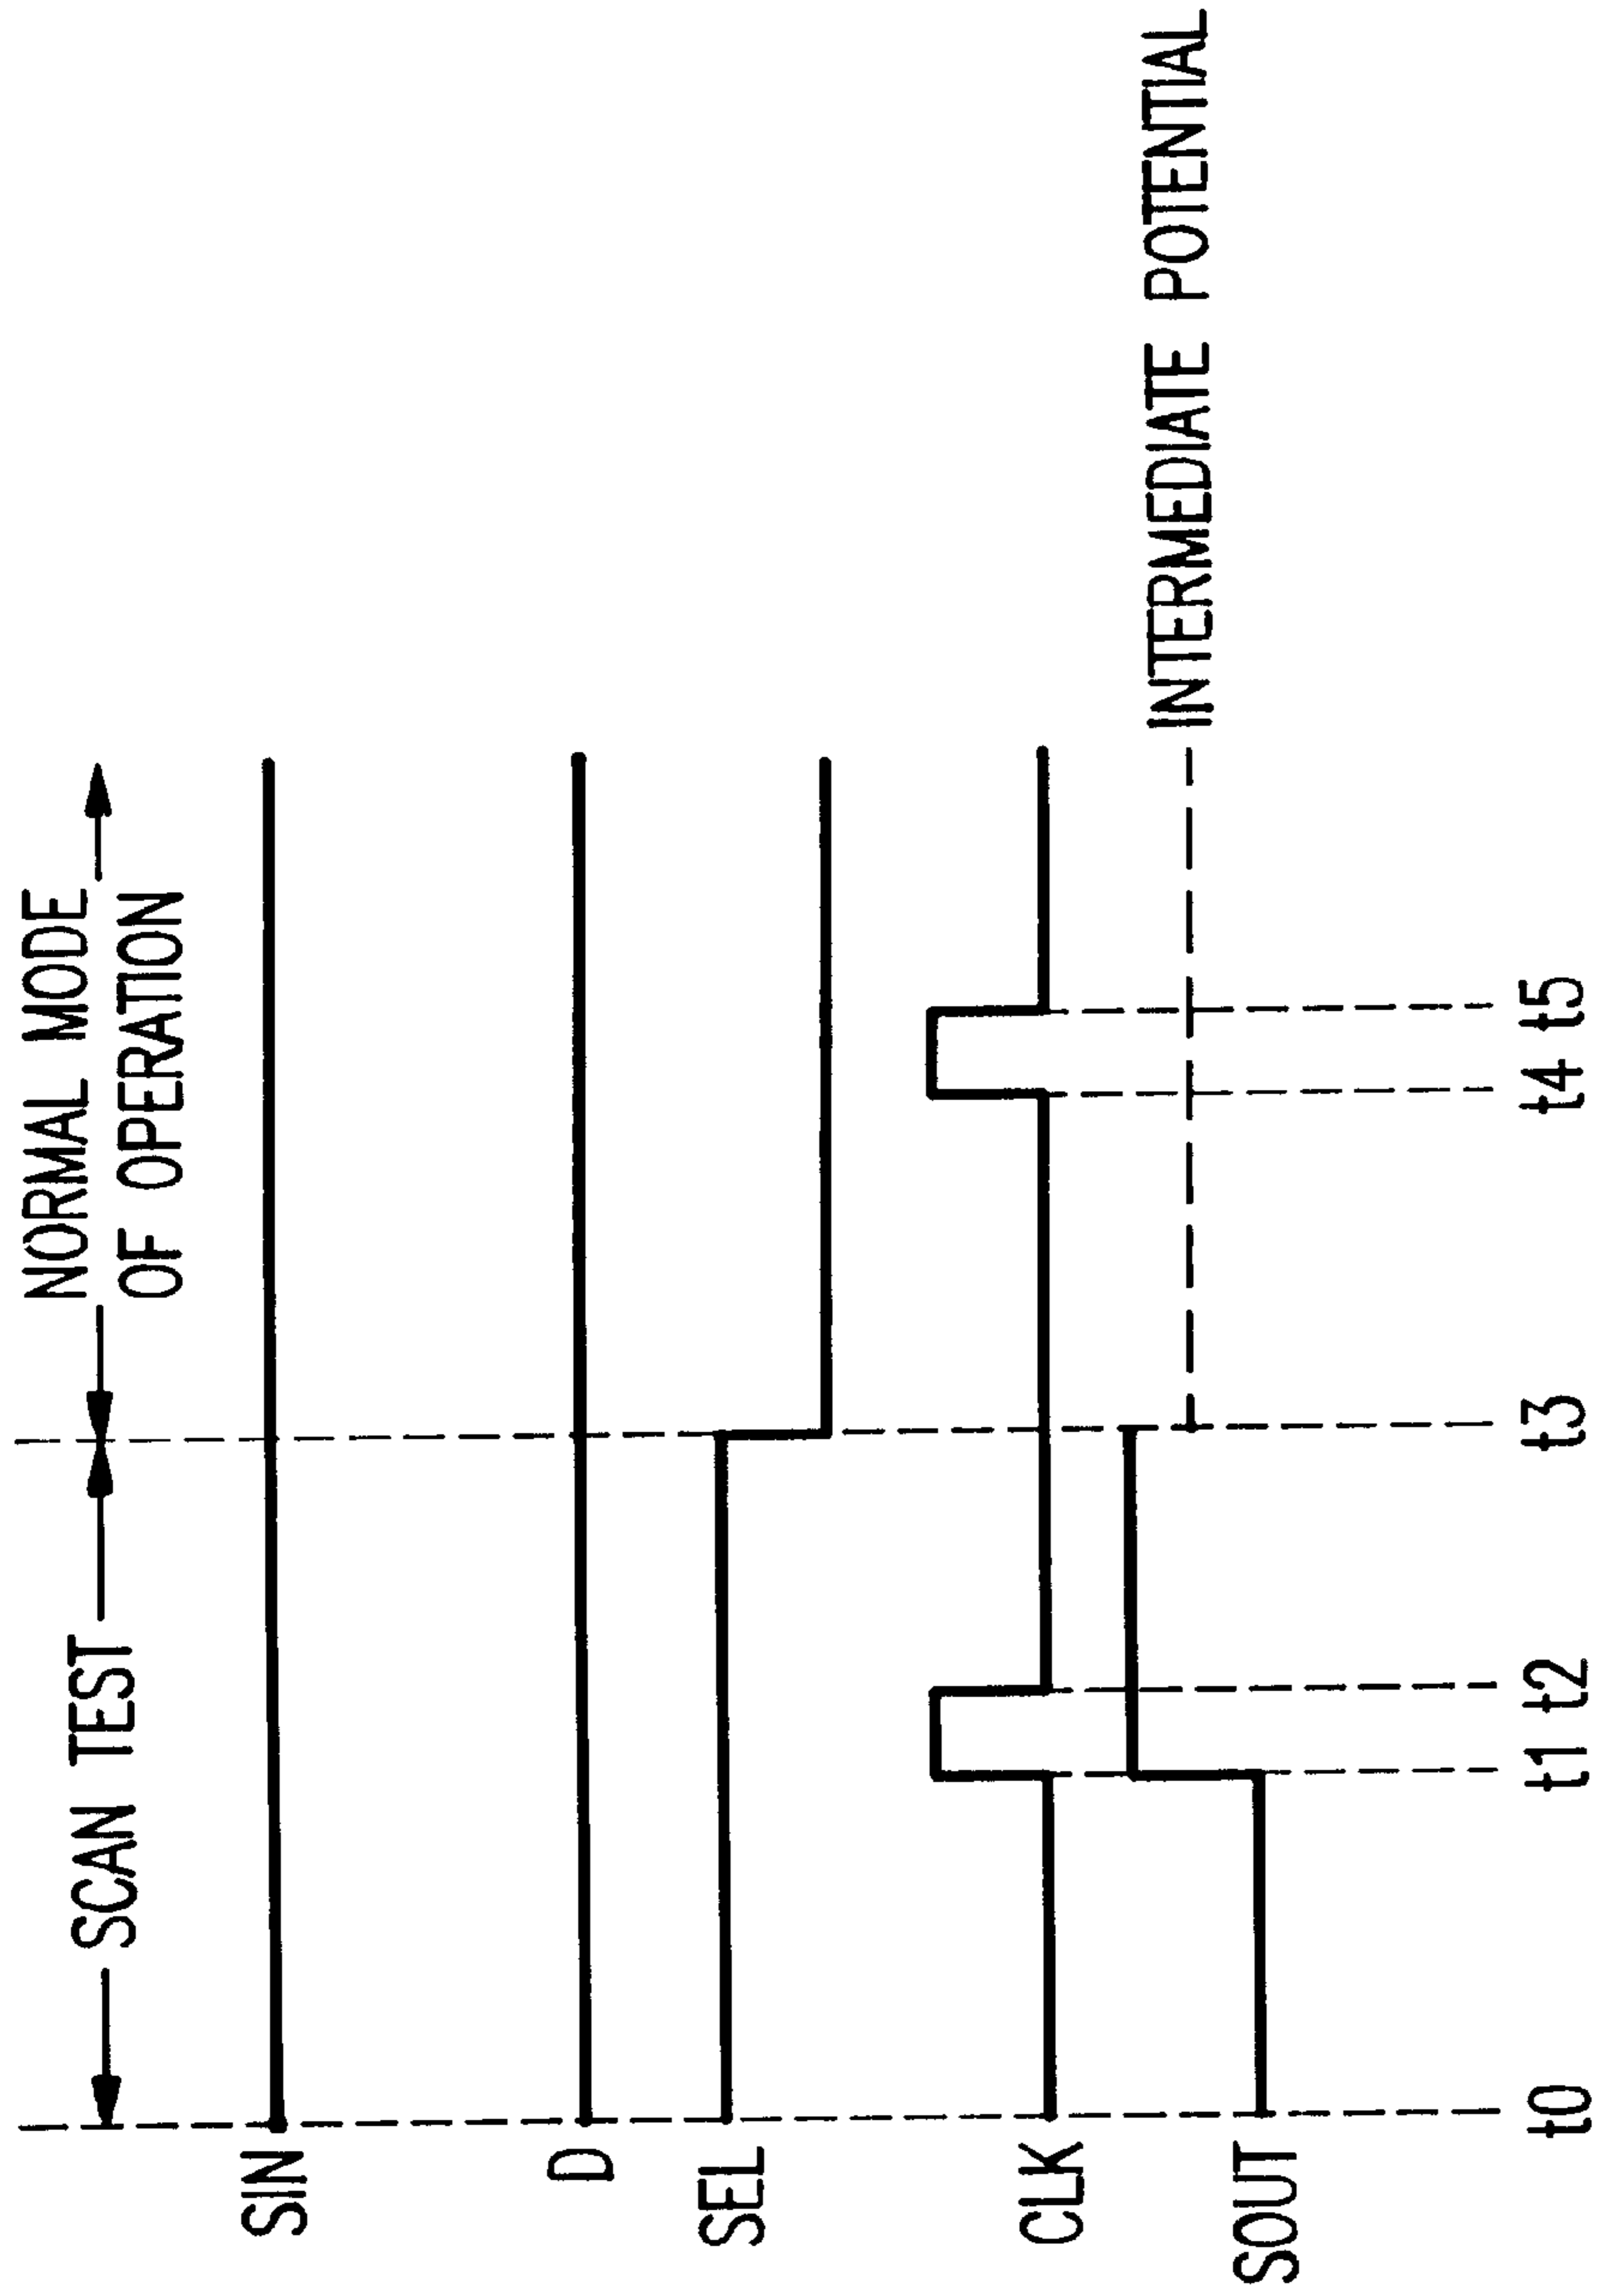 SCAN TEST
NORMAL MODE
OF OPERATION
SIN
D
SEL
CLK
INTERMEDIATE POTENTIAL
SOUT
t0
t1
t2
t3
t4
t5